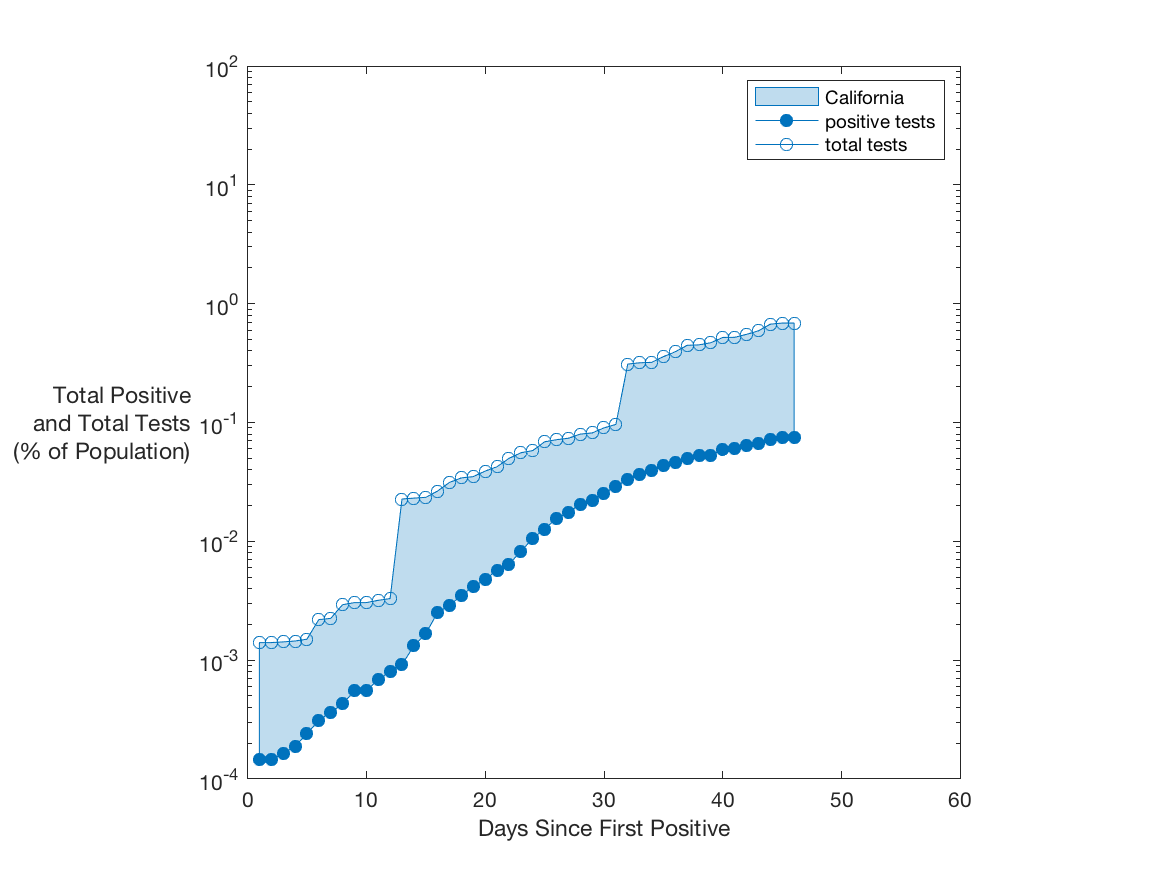 10^2
10^1
10^0
10^-1
10^-2
10^-3
10^-4
Total Positive
and Total Tests
(% of Population)
California
positive tests
total tests
0 10 20 30 40 50 60
Days Since First Positive